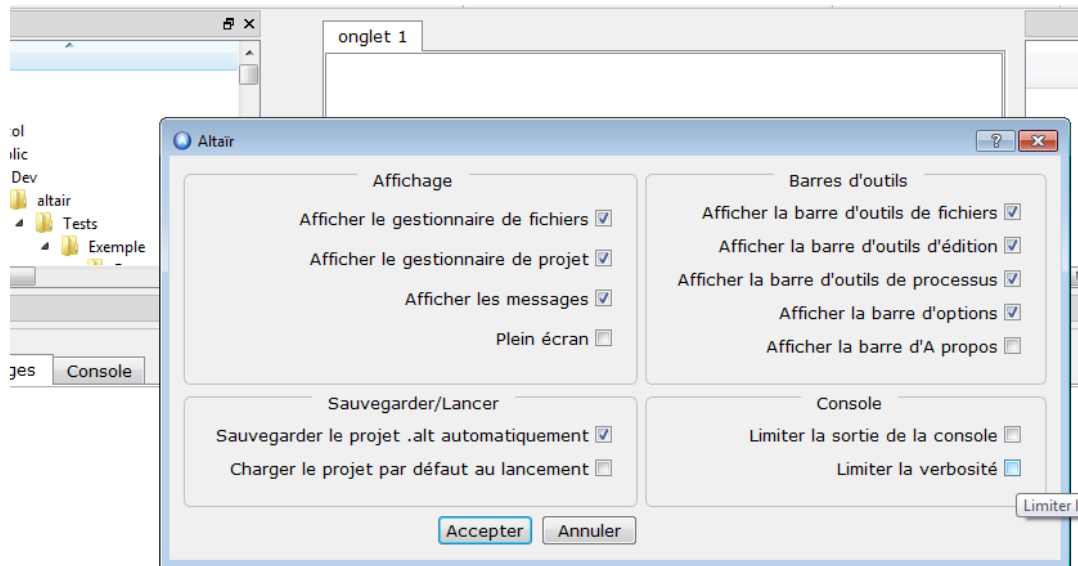 onglet 1
Dev
altair
Tests
Exemple
Console
Altaïr
Affichage
Afficher le gestionnaire de fichiers
Afficher le gestionnaire de projet
Afficher les messages
Plein écran
Barres d'outils
Afficher la barre d'outils de fichiers
Afficher la barre d'outils d'édition
Afficher la barre d'outils de processus
Afficher la barre d'options
Afficher la barre d'A propos
Sauvegarder/Lancer
Sauvegarder le projet .alt automatiquement
Charger le projet par défaut au lancement
Console
Limiter la sortie de la console
Limiter la verbosité
Limiter
Accepter Annuler